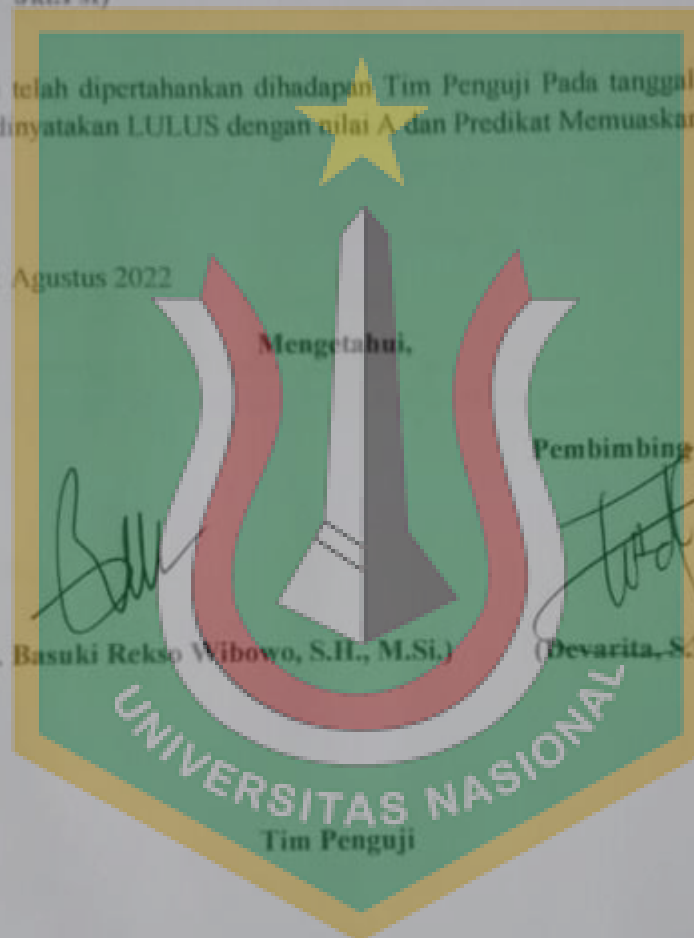 telah dipertahankan dihadapan Tim Penguji Pada tanggal
dinyatakan LULUS dengan nilai A dan Predikat Memuaskan
Agustus 2022
Mengetahui,
Pembimbing
. Basuki Rekso Wibowo, S.H., M.Si.) (Devarita, S.
UNIVERSITAS NASIONAL
Tim Penguji